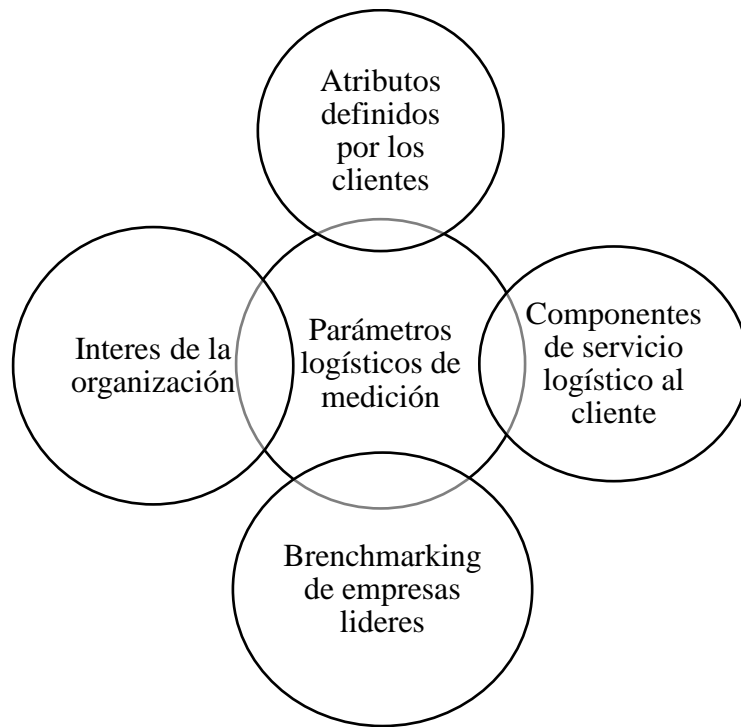 Atributos
definidos
por los
clientes
Interes de la
organización
Parámetros
logísticos de
medición
Componentes
de servicio
logístico al
cliente
Brenchmarking
de empresas
lideres